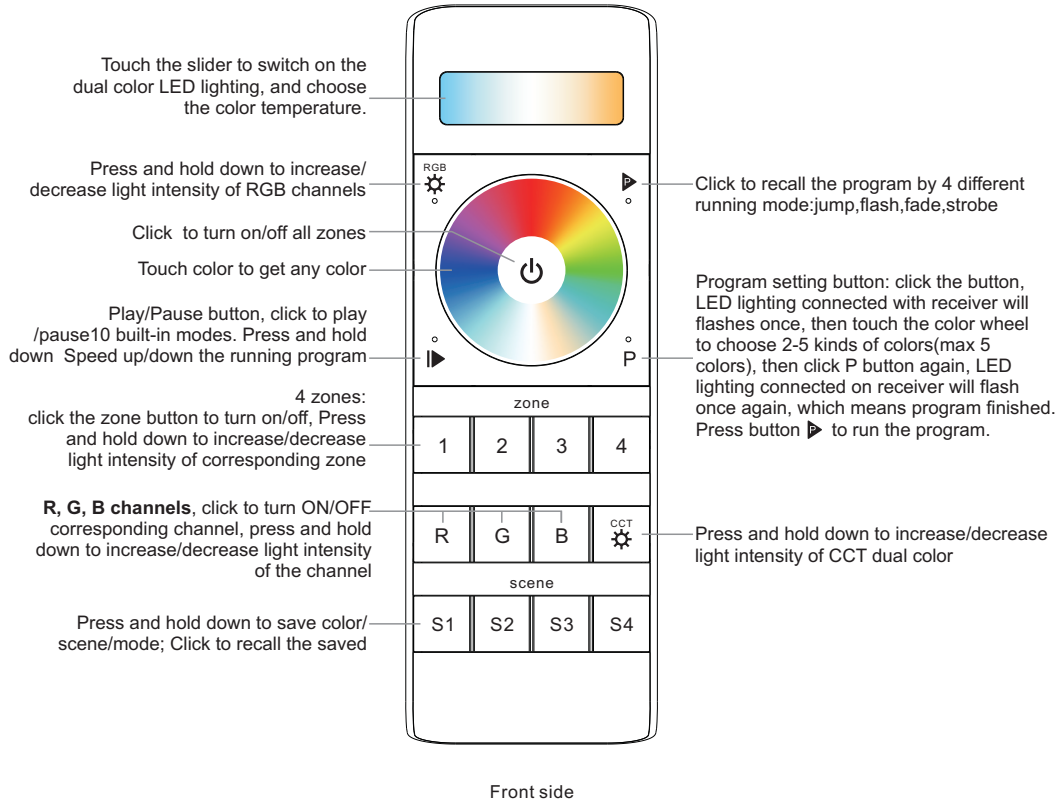 Touch the slider to switch on the
dual color LED lighting, and choose
the color temperature.
Press and hold down to increase/
decrease light intensity of RGB channels
Click  to turn on/off all zones
Touch color to get any color
Play/Pause button, click to play
/pause10 built-in modes. Press and hold
down  Speed up/down the running program
4 zones:
click the zone button to turn on/off, Press
and hold down to increase/decrease
light intensity of corresponding zone
R, G, B channels, click to turn ON/OFF
corresponding channel, press and hold
down to increase/decrease light intensity
of the channel
Press and hold down to save color/
scene/mode; Click to recall the saved
RGB
P
P
zone
1 2 3 4
R G B CCT
scene
S1 S2 S3 S4
Click to recall the program by 4 different
running mode:jump,flash,fade,strobe
Program setting button: click the button,
LED lighting connected with receiver will
flashes once, then touch the color wheel
to choose 2-5 kinds of colors(max 5
colors), then click P button again, LED
lighting connected on receiver will flash
once again, which means program finished.
Press button P to run the program.
Press and hold down to increase/decrease
light intensity of CCT dual color
Front side